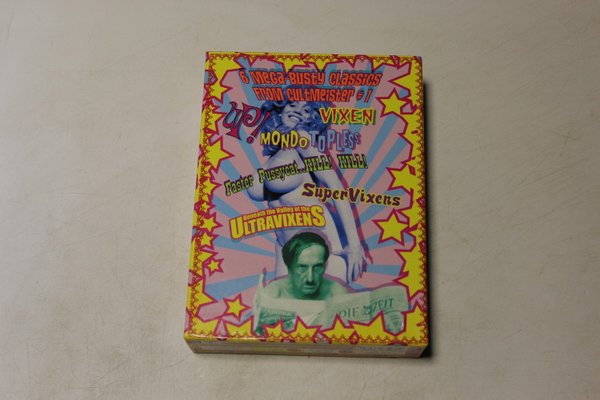 6 MEGA-BUSTY CLASSICS
FROM CULTMEISTER #1
UP!
VIXEN
MONDO TOPLESS
Faster Pussycat...KILL! KILL!
SuperVixens
Beneath the Valley of the
ULTRAVIXENS
DIE ZEIT